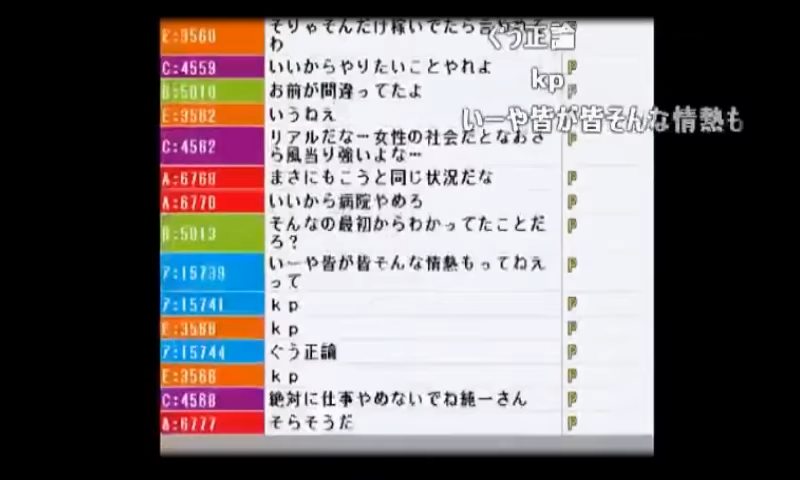 そりゃそんだけ稼いでたら
わ
ぐう正論
C:4559 いいからやりたいことやれよ P
kp
お前が間違ってたよ
いうねえ
いーや皆が皆そんな情熱も
C:4562 リアルだなー女性の社会だとなおさ P
ら風当り強いよな…
A:6768 まさにもこうと同じ状況だな P
A:6770 いいから病院やめろ P
B:5013 そんなの最初からわかってたことだ P
ろ？
7:15739 いーや皆が皆そんな情熱もってねえ P
って
7:15741 kp P
kp P
7:15744 ぐう正論 P
E:3566 kp P
C:4568 絶対に仕事やめないでね純一さん P
A:6777 そらそうだ P